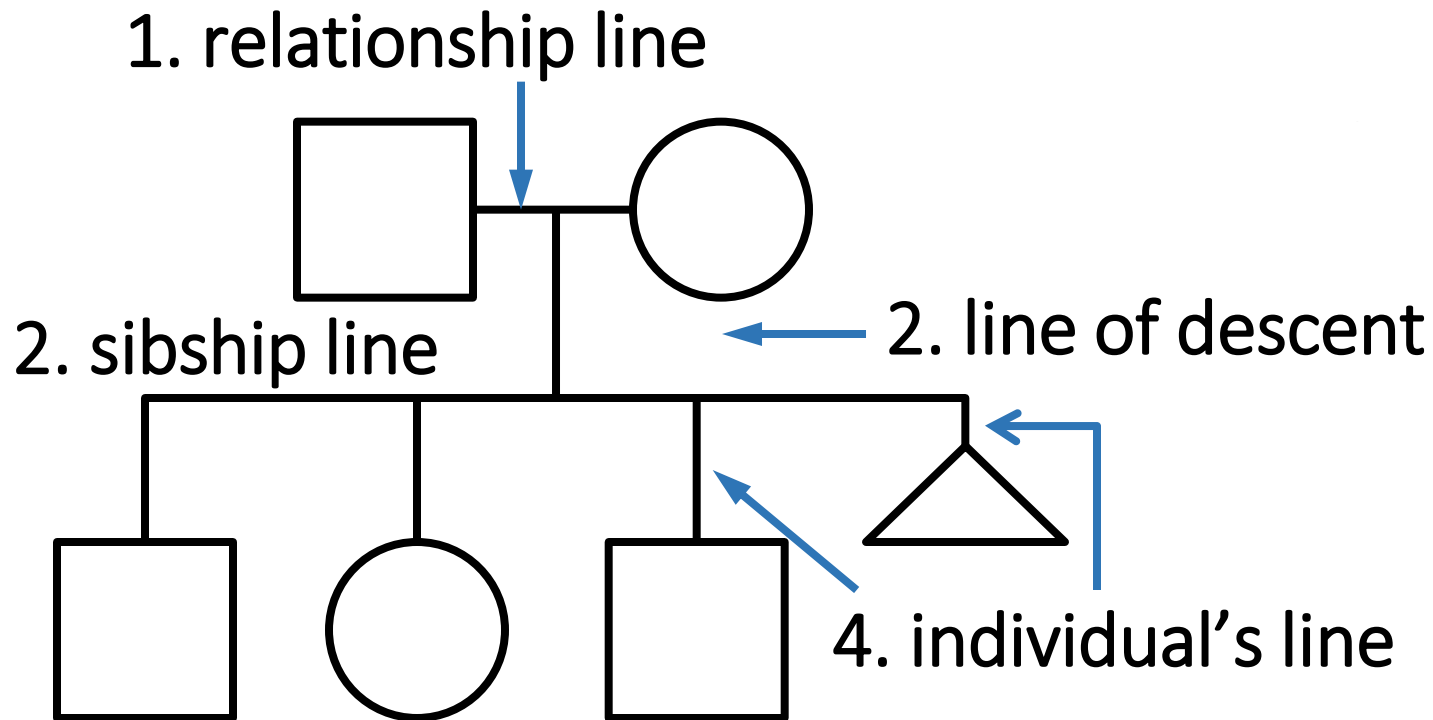 1. relationship line
2. sibship line
2. line of descent
4. individual’s line